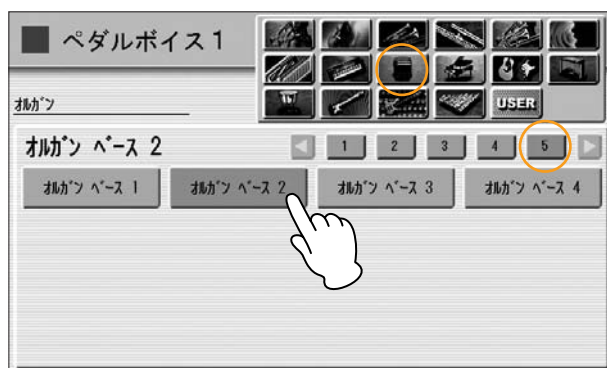 ペダルボイス1
オルガン
USER
オルガン ベース 2
1 2 3 4 5
オルガン ベース 1 オルガン ベース 2 オルガン ベース 3 オルガン ベース 4